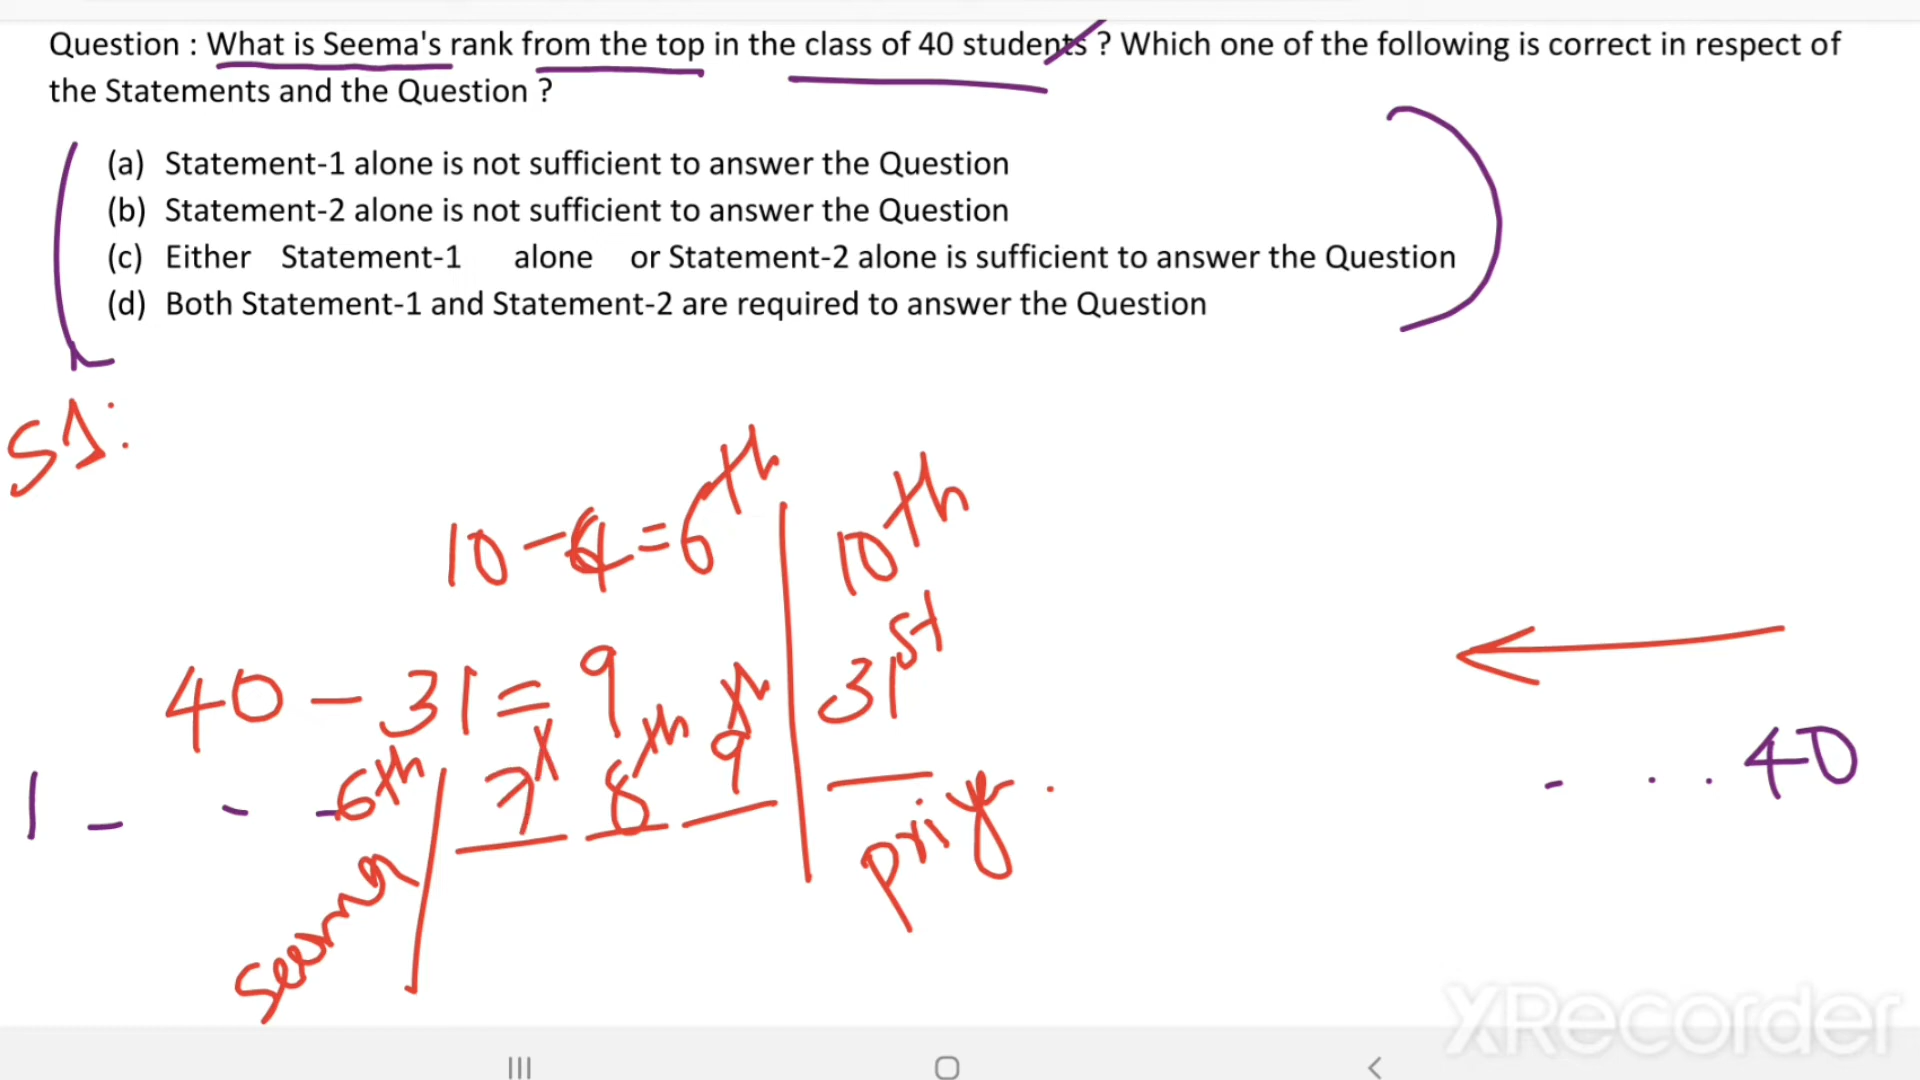 Question : What is Seema's rank from the top in the class of 40 students ? Which one of the following is correct in respect of
the Statements and the Question ?
(a) Statement-1 alone is not sufficient to answer the Question
(b) Statement-2 alone is not sufficient to answer the Question
(c) Either Statement-1 alone or Statement-2 alone is sufficient to answer the Question
(d) Both Statement-1 and Statement-2 are required to answer the Question
S1:
10-4=6th
10th
40-31=9
31st
1 - - - 6th 7th 8th 9th - . . 40
Seema
priya
XRecorder